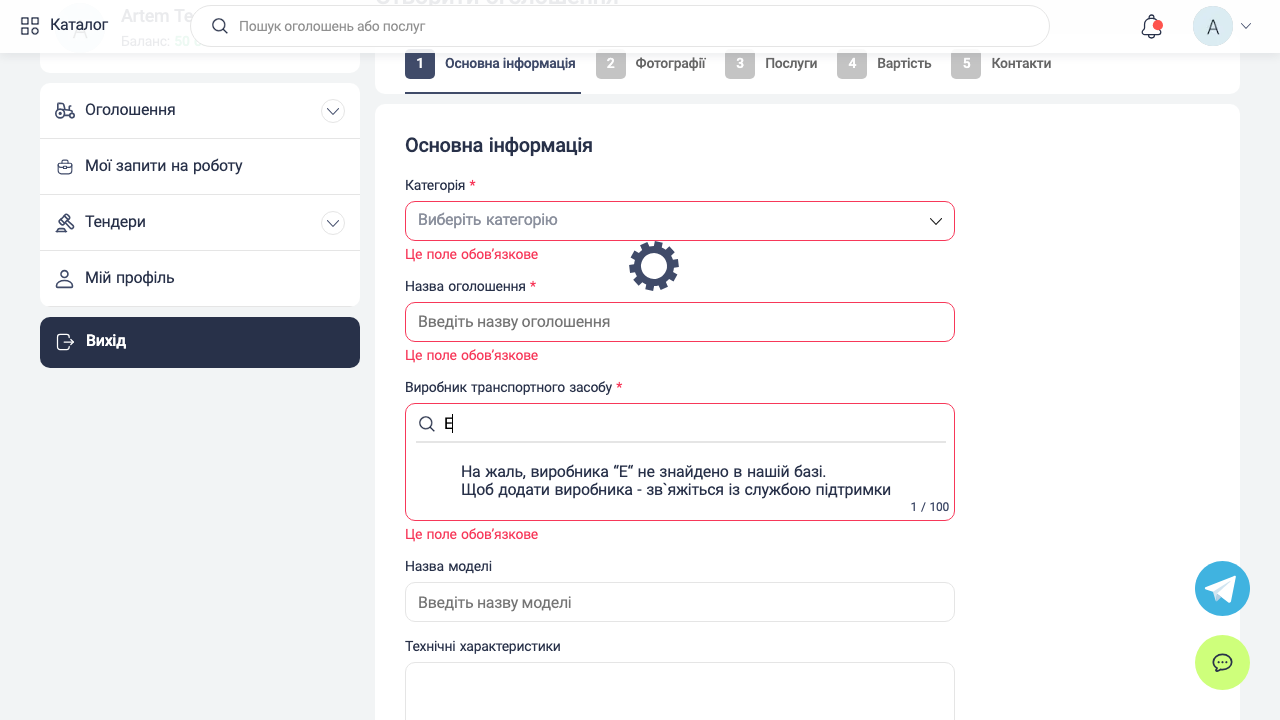 Створити оголошення
Каталог
Artem Te
Пошук оголошень або послуг
A
Баланс: 50
1 Основна інформація
2 Фотографії
3 Послуги
4 Вартість
5 Контакти
Оголошення
Мої запити на роботу
Тендери
Мій профіль
Вихід
Основна інформація
Категорія *
Виберіть категорію
Це поле обов’язкове
Назва оголошення *
Введіть назву оголошення
Це поле обов’язкове
Виробник транспортного засобу *
E
На жаль, виробника “E“ не знайдено в нашій базі.
Щоб додати виробника - зв`яжіться із службою підтримки
1 / 100
Це поле обов’язкове
Назва моделі
Введіть назву моделі
Технічні характеристики